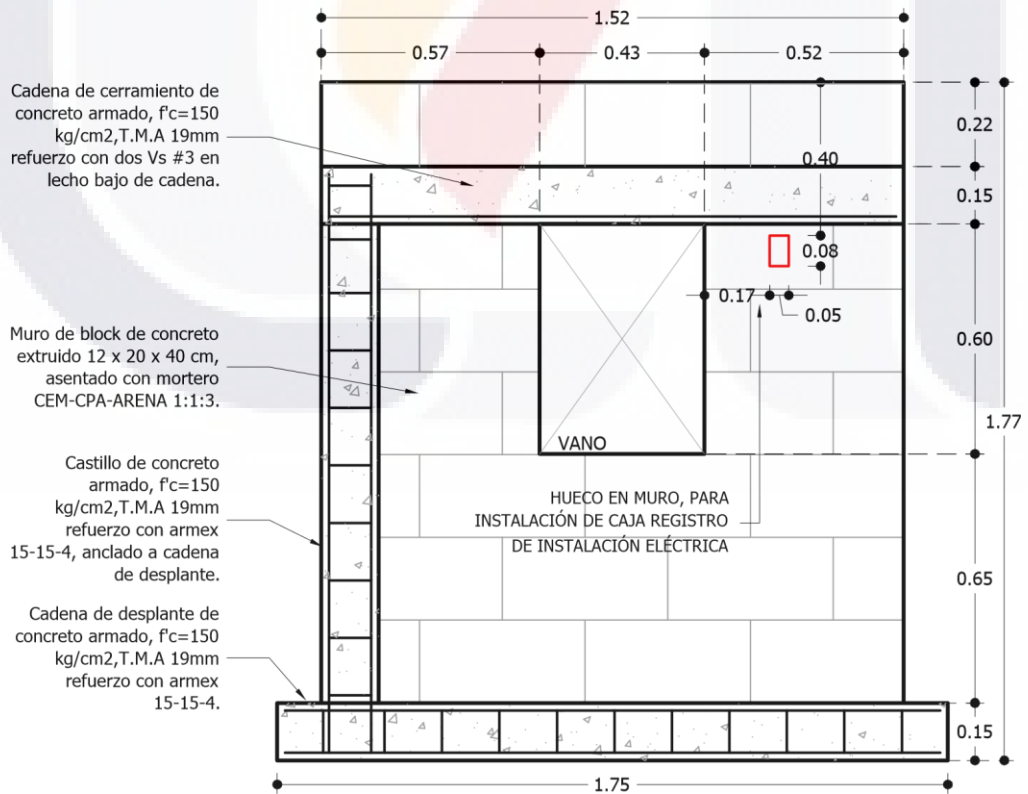 1.52
0.57
0.43
0.52
Cadena de cerramiento de
concreto armado, f'c=150
kg/cm2,T.M.A 19mm
refuerzo con dos Vs #3 en
lecho bajo de cadena.
0.22
0.40
0.15
0.08
0.17
0.05
0.60
Muro de block de concreto
extruido 12 x 20 x 40 cm,
asentado con mortero
CEM-CPA-ARENA 1:1:3.
1.77
VANO
Castillo de concreto
armado, f'c=150
kg/cm2,T.M.A 19mm
refuerzo con armex
15-15-4, anclado a cadena
de desplante.
HUECO EN MURO, PARA
INSTALACIÓN DE CAJA REGISTRO
DE INSTALACIÓN ELÉCTRICA
0.65
Cadena de desplante de
concreto armado, f'c=150
kg/cm2,T.M.A 19mm
refuerzo con armex
15-15-4.
0.15
1.75